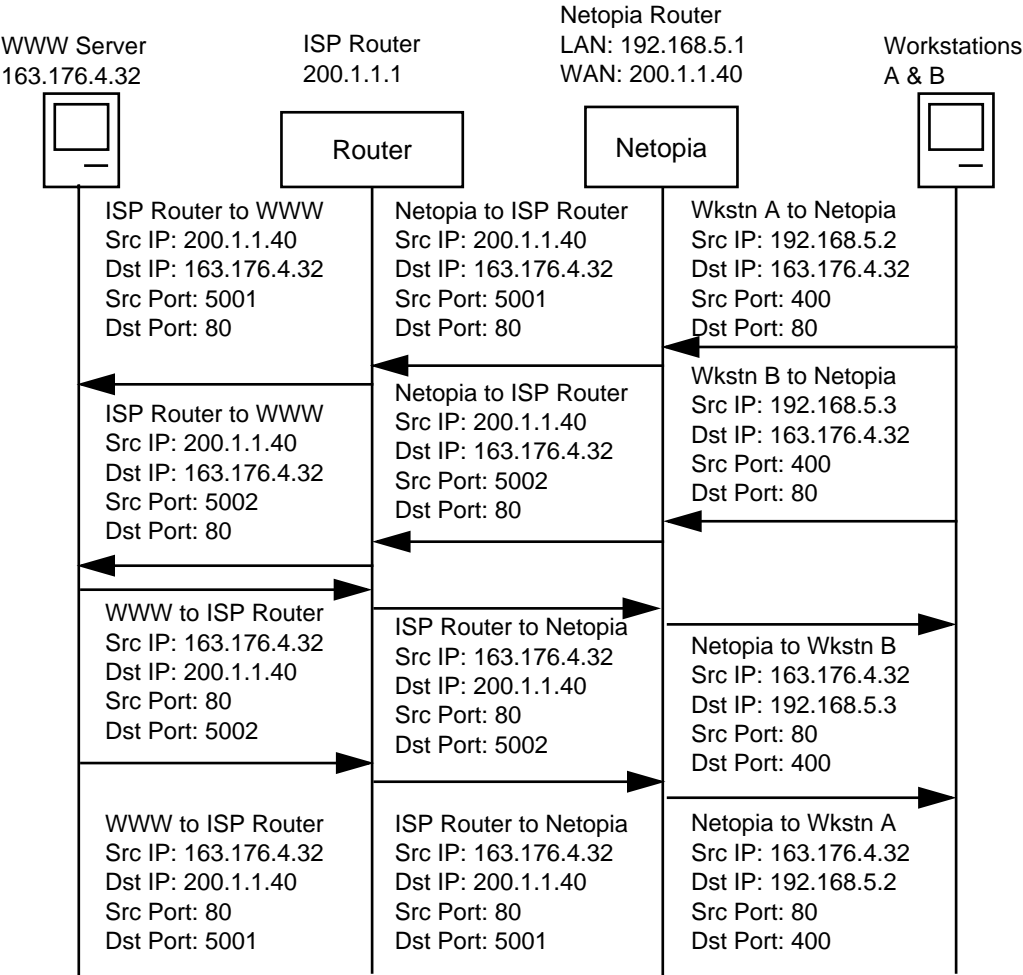 WWW Server
163.176.4.32
ISP Router
200.1.1.1
Netopia Router
LAN: 192.168.5.1
WAN: 200.1.1.40
Workstations
A & B
Router
Netopia
ISP Router to WWW
Src IP: 200.1.1.40
Dst IP: 163.176.4.32
Src Port: 5001
Dst Port: 80
Netopia to ISP Router
Src IP: 200.1.1.40
Dst IP: 163.176.4.32
Src Port: 5001
Dst Port: 80
Wkstn A to Netopia
Src IP: 192.168.5.2
Dst IP: 163.176.4.32
Src Port: 400
Dst Port: 80
ISP Router to WWW
Src IP: 200.1.1.40
Dst IP: 163.176.4.32
Src Port: 5002
Dst Port: 80
Netopia to ISP Router
Src IP: 200.1.1.40
Dst IP: 163.176.4.32
Src Port: 5002
Dst Port: 80
Wkstn B to Netopia
Src IP: 192.168.5.3
Dst IP: 163.176.4.32
Src Port: 400
Dst Port: 80
WWW to ISP Router
Src IP: 163.176.4.32
Dst IP: 200.1.1.40
Src Port: 80
Dst Port: 5002
ISP Router to Netopia
Src IP: 163.176.4.32
Dst IP: 200.1.1.40
Src Port: 80
Dst Port: 5002
Netopia to Wkstn B
Src IP: 163.176.4.32
Dst IP: 192.168.5.3
Src Port: 80
Dst Port: 400
WWW to ISP Router
Src IP: 163.176.4.32
Dst IP: 200.1.1.40
Src Port: 80
Dst Port: 5001
ISP Router to Netopia
Src IP: 163.176.4.32
Dst IP: 200.1.1.40
Src Port: 80
Dst Port: 5001
Netopia to Wkstn A
Src IP: 163.176.4.32
Dst IP: 192.168.5.2
Src Port: 80
Dst Port: 400